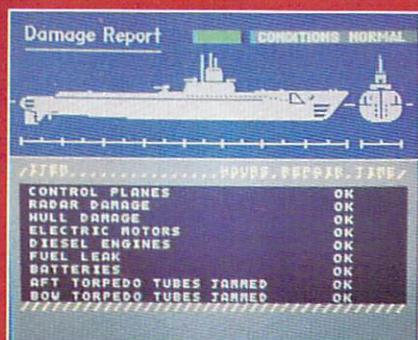 Damage Report
CONDITIONS NORMAL
/ITEM................HOURS.REPAIR.TIME/
CONTROL PLANES OK
RADAR DAMAGE OK
HULL DAMAGE OK
ELECTRIC MOTORS OK
DIESEL ENGINES OK
FUEL LEAK OK
BATTERIES OK
AFT TORPEDO TUBES JAMMED OK
BOW TORPEDO TUBES JAMMED OK